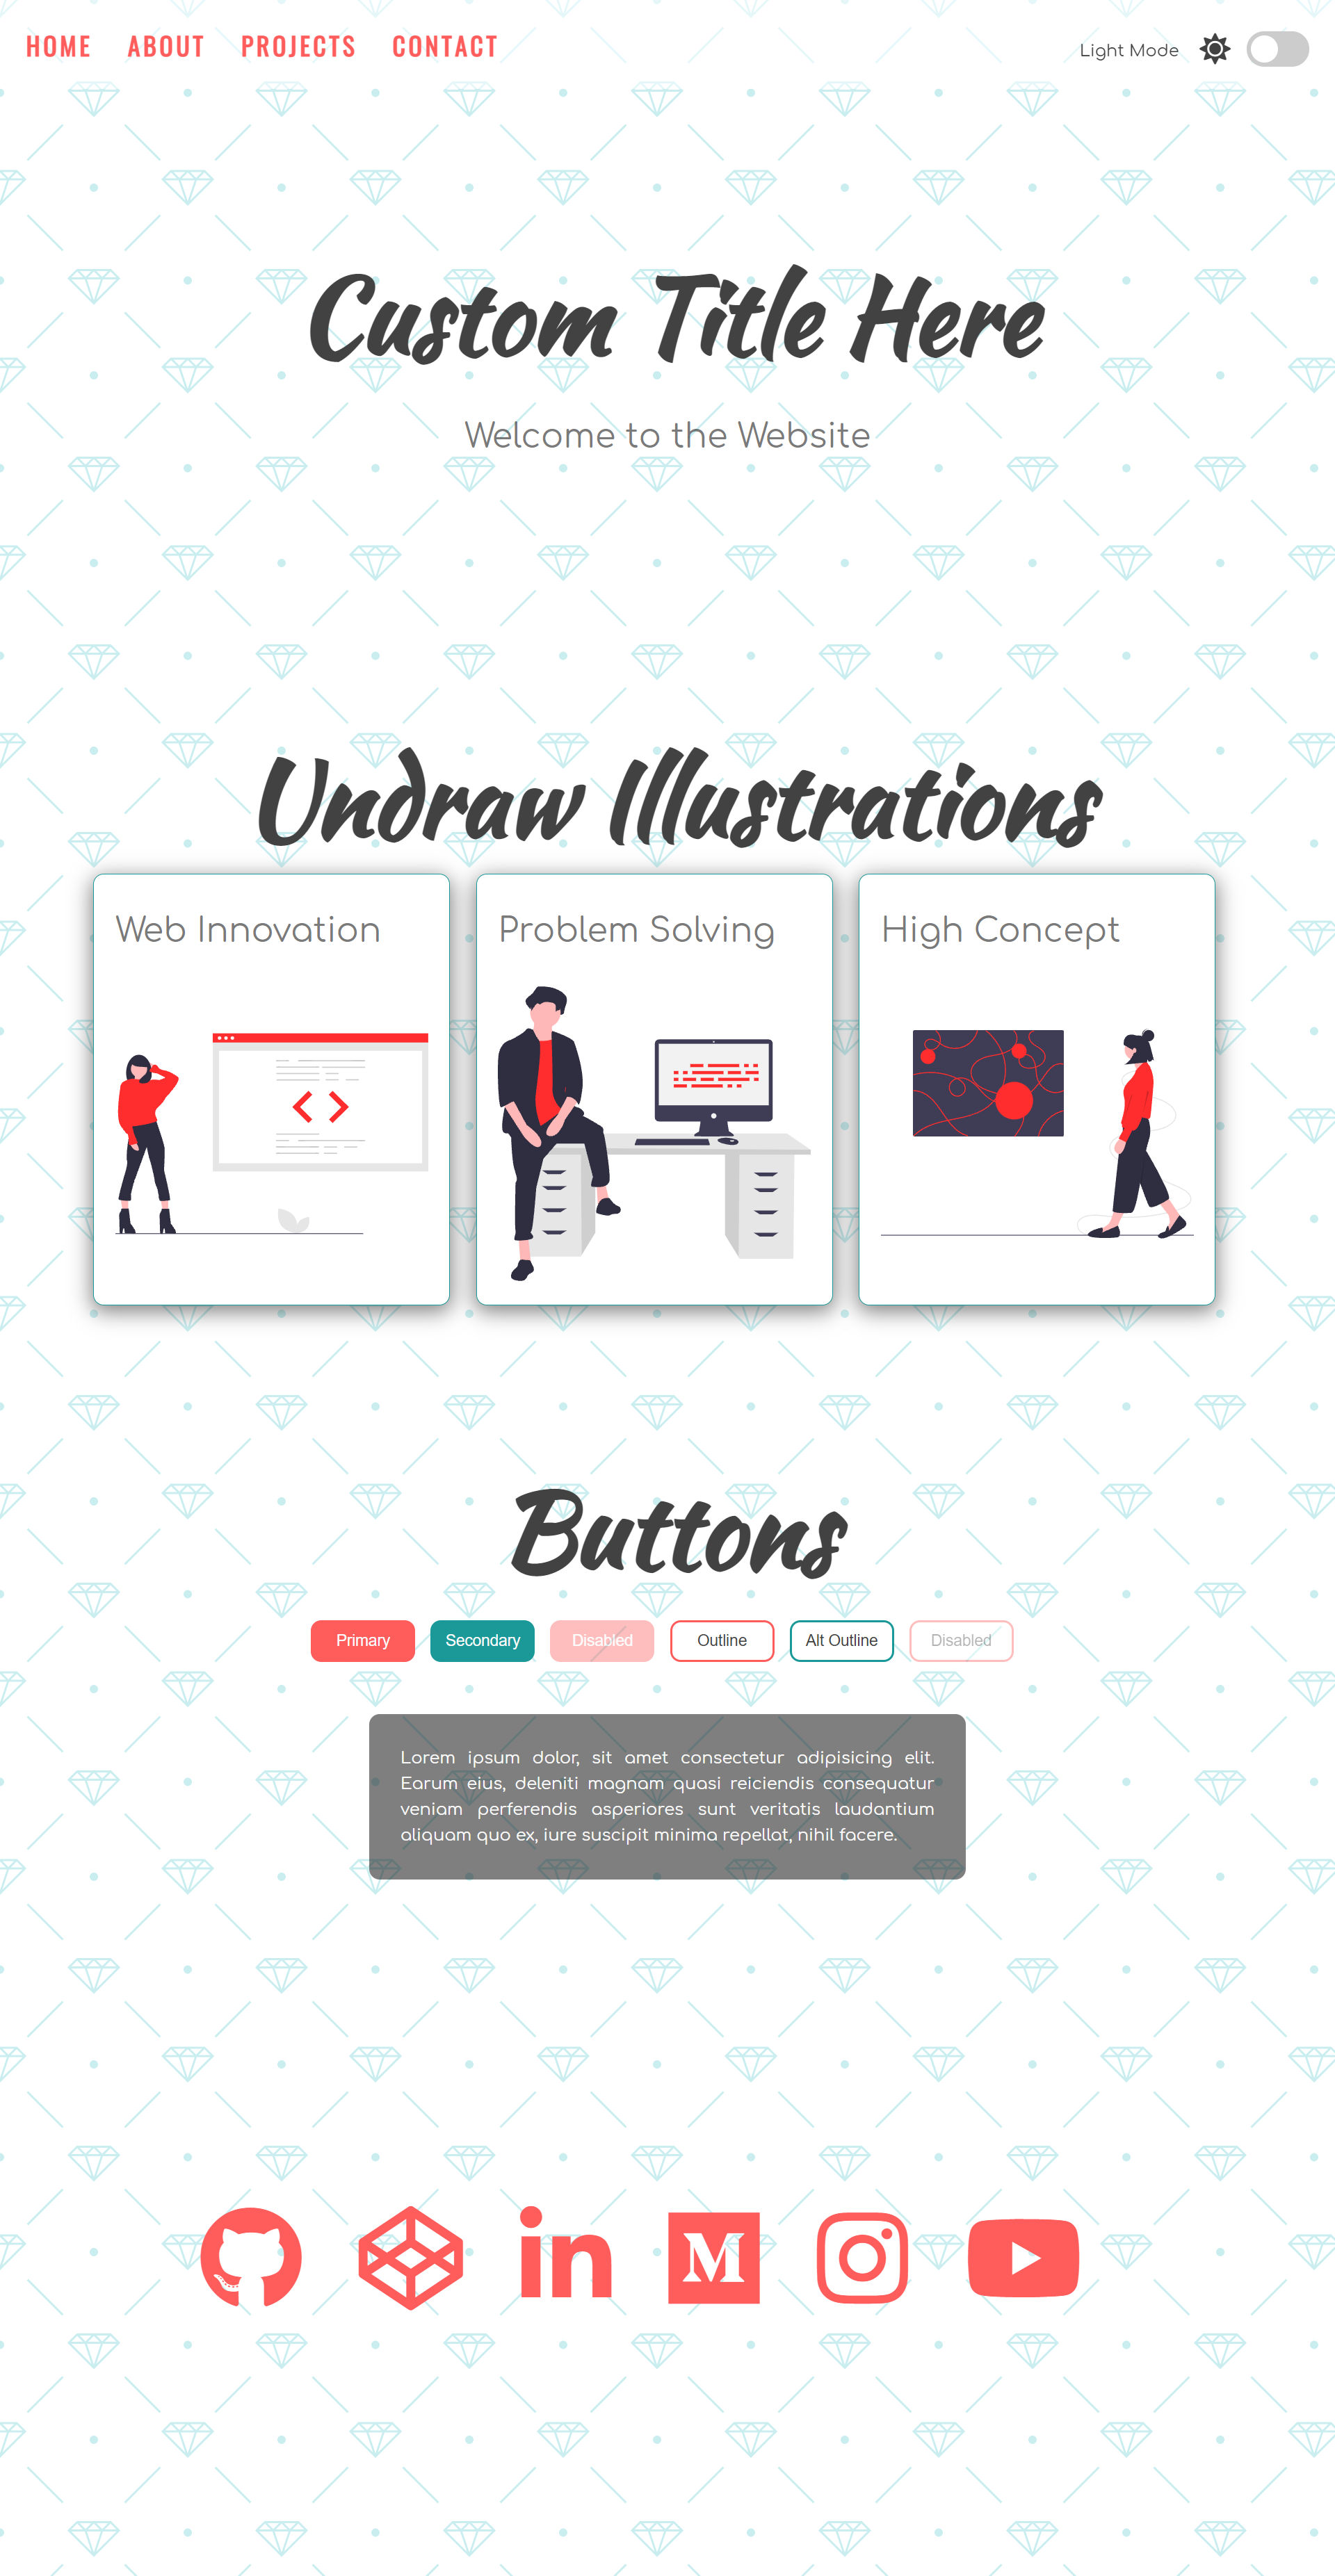 HOME ABOUT PROJECTS CONTACT
Light Mode
Custom Title Here
Welcome to the Website
Undraw Illustrations
Web Innovation
Problem Solving
High Concept
Buttons
Primary
Secondary
Disabled
Outline
Alt Outline
Disabled
Lorem ipsum dolor, sit amet consectetur adipisicing elit.
Earum eius, deleniti magnam quasi reiciendis consequatur
veniam perferendis asperiores sunt veritatis laudantium
aliquam quo ex, iure suscipit minima repellat, nihil facere.
in
M